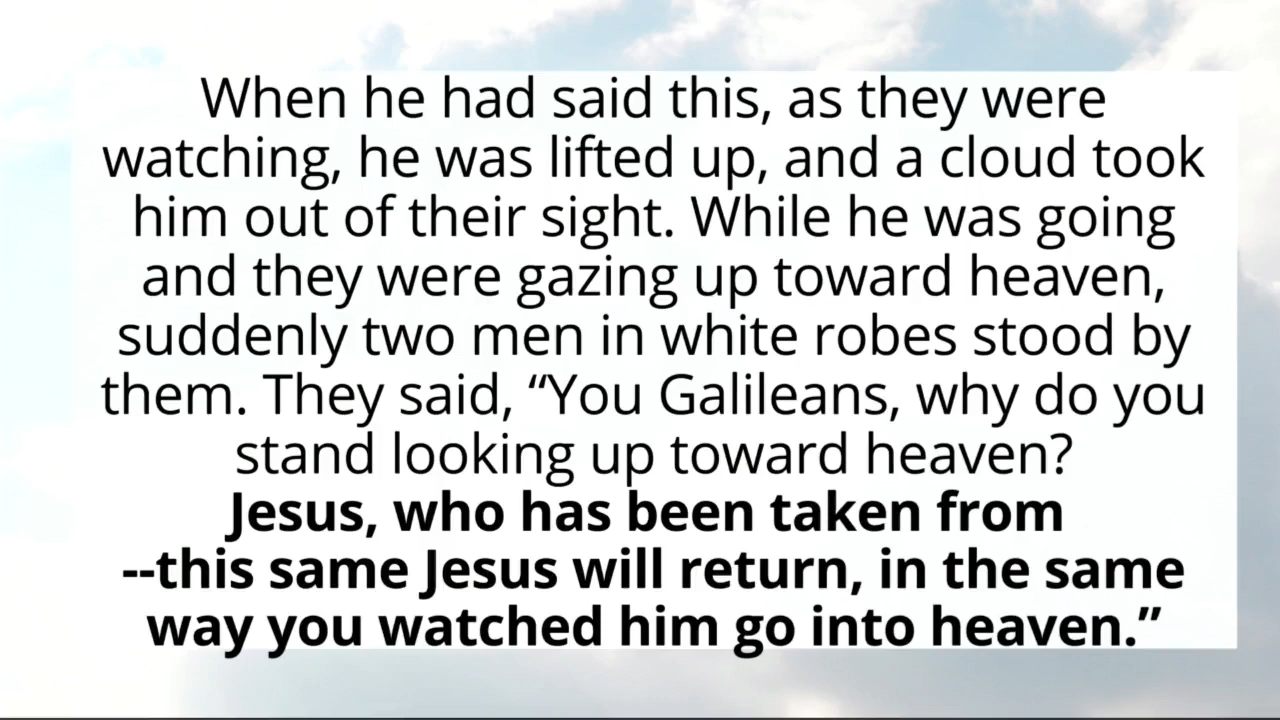 When he had said this, as they were
watching, he was lifted up, and a cloud took
him out of their sight. While he was going
and they were gazing up toward heaven,
suddenly two men in white robes stood by
them. They said, “You Galileans, why do you
stand looking up toward heaven?
Jesus, who has been taken from
--this same Jesus will return, in the same
way you watched him go into heaven.”